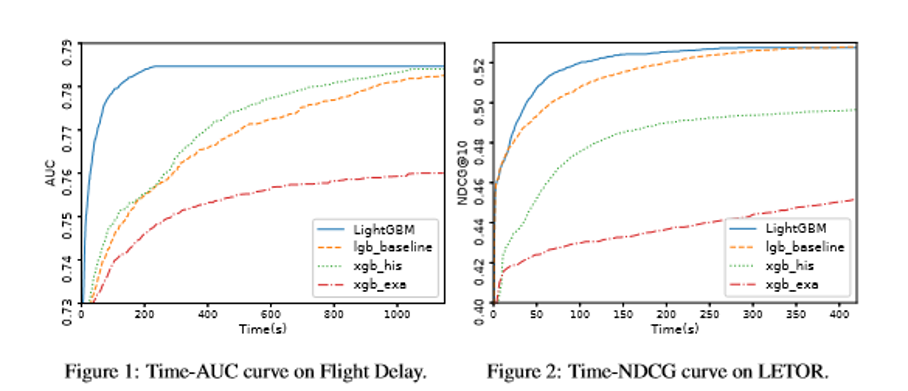 0.79
0.78
0.77
0.76
0.75
0.74
0.73
AUC
0 200 400 600 800 1000
Time(s)
LightGBM
lgb_baseline
xgb_his
xgb_exa
Figure 1: Time-AUC curve on Flight Delay.
0.52
0.50
0.48
0.46
0.44
0.42
0.40
NDCG@10
0 50 100 150 200 250 300 350 400
Time(s)
LightGBM
lgb_baseline
xgb_his
xgb_exa
Figure 2: Time-NDCG curve on LETOR.